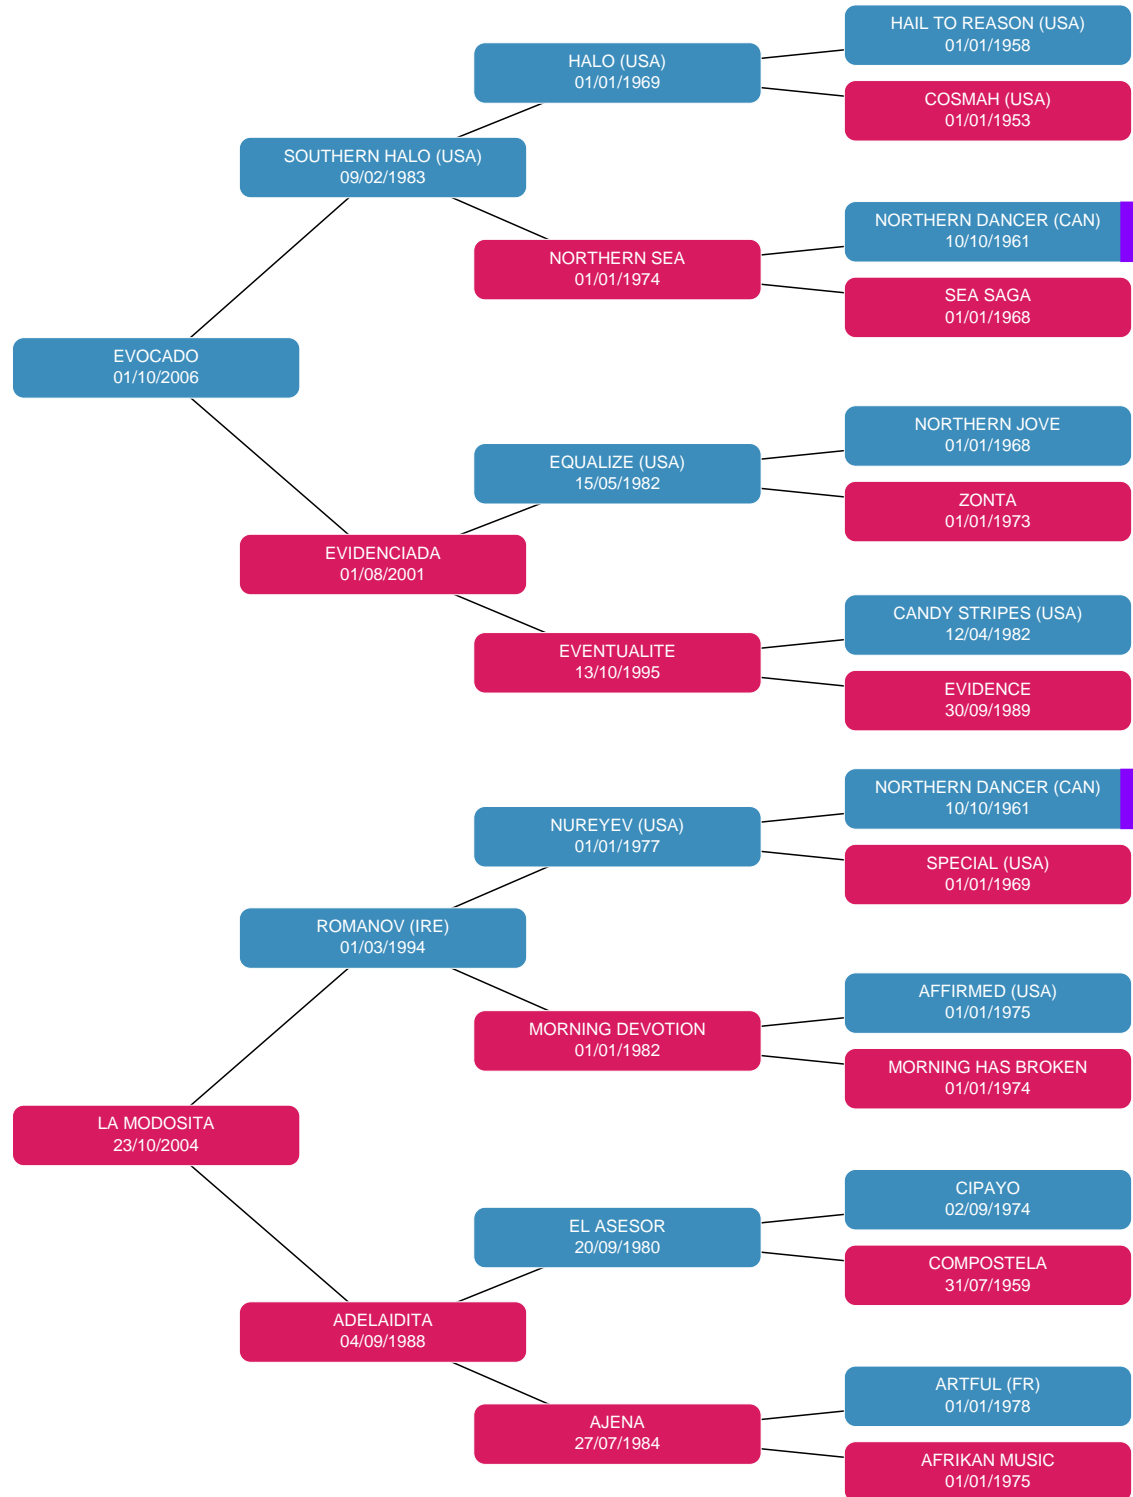 HAIL TO REASON (USA)
01/01/1958
HALO (USA)
01/01/1969
COSMAH (USA)
01/01/1953
SOUTHERN HALO (USA)
09/02/1983
NORTHERN DANCER (CAN)
10/10/1961
NORTHERN SEA
01/01/1974
SEA SAGA
01/01/1968
EVOCADO
01/10/2006
NORTHERN JOVE
01/01/1968
EQUALIZE (USA)
15/05/1982
ZONTA
01/01/1973
EVIDENCIADA
01/08/2001
CANDY STRIPES (USA)
12/04/1982
EVENTUALITE
13/10/1995
EVIDENCE
30/09/1989
NORTHERN DANCER (CAN)
10/10/1961
NUREYEV (USA)
01/01/1977
SPECIAL (USA)
01/01/1969
ROMANOV (IRE)
01/03/1994
AFFIRMED (USA)
01/01/1975
MORNING DEVOTION
01/01/1982
MORNING HAS BROKEN
01/01/1974
LA MODOSITA
23/10/2004
CIPAYO
02/09/1974
EL ASESOR
20/09/1980
COMPOSTELA
31/07/1959
ADELAIDITA
04/09/1988
ARTFUL (FR)
01/01/1978
AJENA
27/07/1984
AFRIKAN MUSIC
01/01/1975